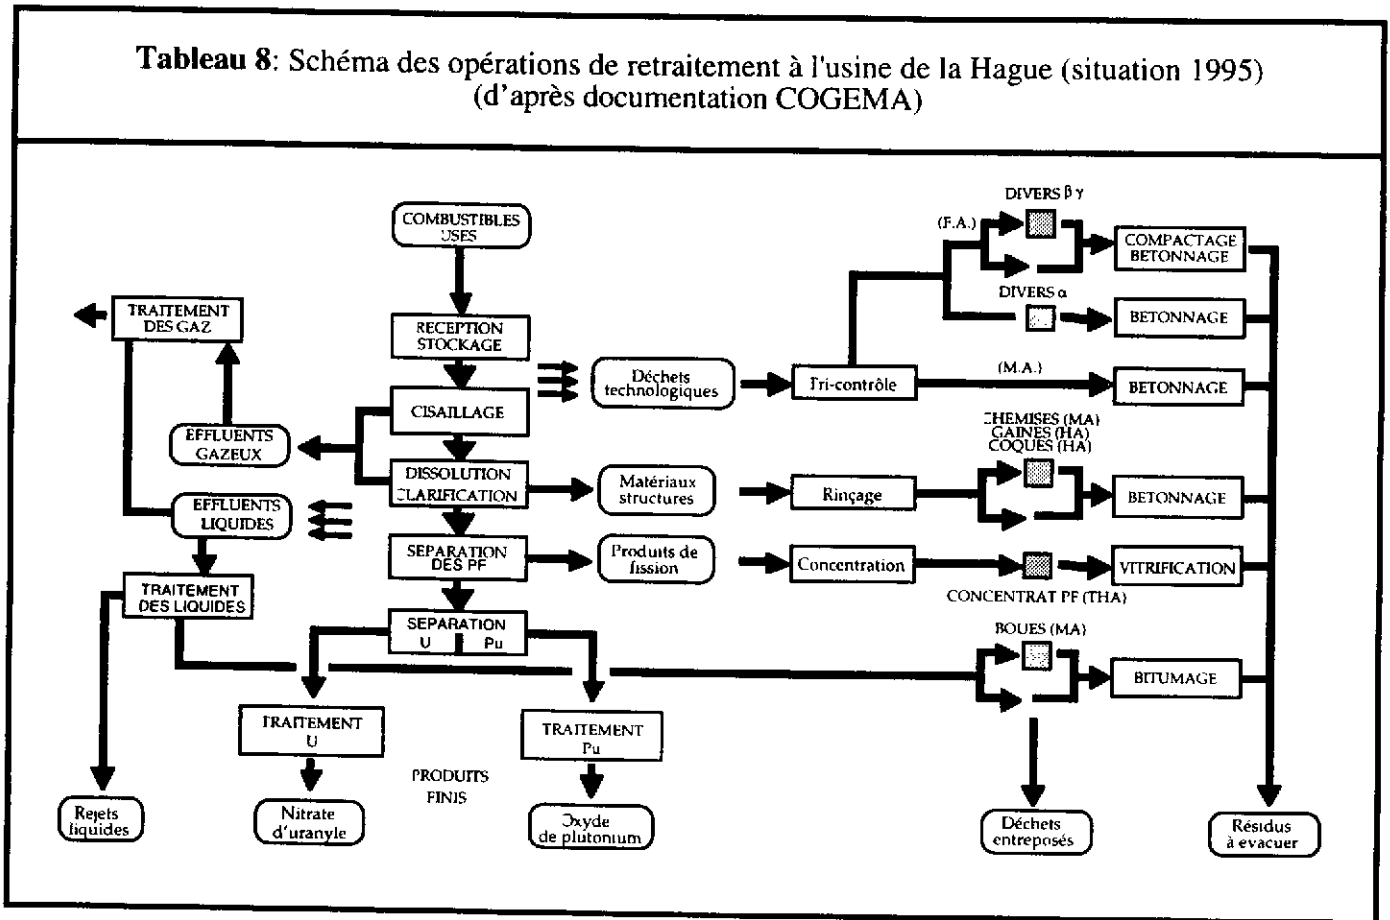 Tableau 8: Schéma des opérations de retraitement à l'usine de la Hague (situation 1995)
(d'après documentation COGEMA)
COMBUSTIBLES
USES
RECEPTION
STOCKAGE
CISAILLAGE
DISSOLUTION
CLARIFICATION
SEPARATION
DES PF
SEPARATION
U Pu
TRAITEMENT
DES GAZ
EFFLUENTS
GAZEUX
EFFLUENTS
LIQUIDES
TRAITEMENT
DES LIQUIDES
Rejets
liquides
TRAITEMENT
U
Nitrate
d'uranyle
PRODUITS
FINIS
TRAITEMENT
Pu
Oxyde
de plutonium
Déchets
technologiques
Tri-contrôle
(F.A.)
DIVERS β γ
COMPACTAGE
BETONNAGE
DIVERS α
BETONNAGE
(M.A.)
BETONNAGE
Matériaux
structures
Rinçage
CHEMISES (MA)
GAINES (HA)
COQUES (HA)
BETONNAGE
Produits de
fission
Concentration
CONCENTRAT PF (THA)
VITRIFICATION
BOUES (MA)
BITUMAGE
Déchets
entreposés
Résidus
à evacuer